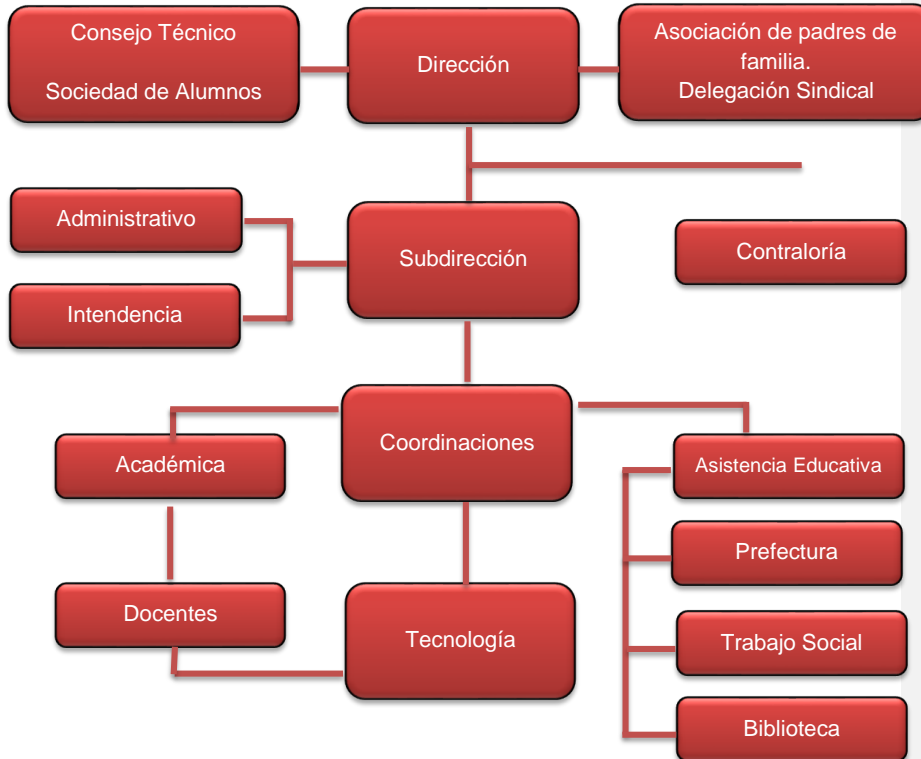 Consejo Técnico
Sociedad de Alumnos
Dirección
Asociación de padres de
familia.
Delegación Sindical
Administrativo
Subdirección
Contraloría
Intendencia
Coordinaciones
Académica
Asistencia Educativa
Prefectura
Docentes
Tecnología
Trabajo Social
Biblioteca